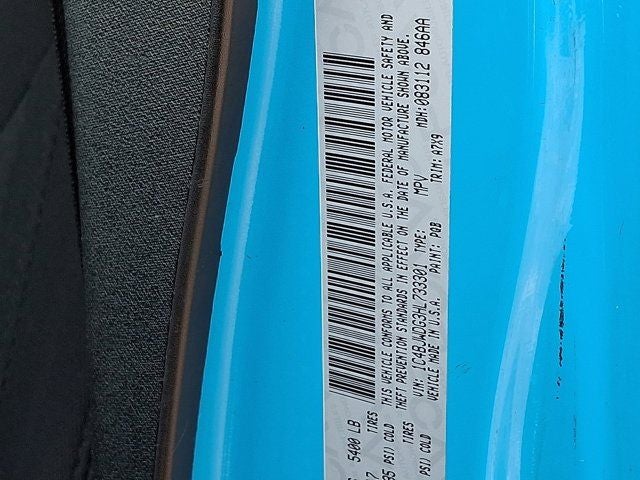 5400 LB
TIRES
PSI) COLD
TIRES
PSI) COLD
THIS VEHICLE CONFORMS TO ALL APPLICABLE U.S.A. FEDERAL MOTOR VEHICLE SAFETY AND
THEFT PREVENTION STANDARDS IN EFFECT ON THE DATE OF MANUFACTURE SHOWN ABOVE.
VIN: 1C4BJWDG3HL733301 TYPE: MPV MDH:083112 846AA
VEHICLE MADE IN U.S.A. PAINT: PQB TRIM: A7X9